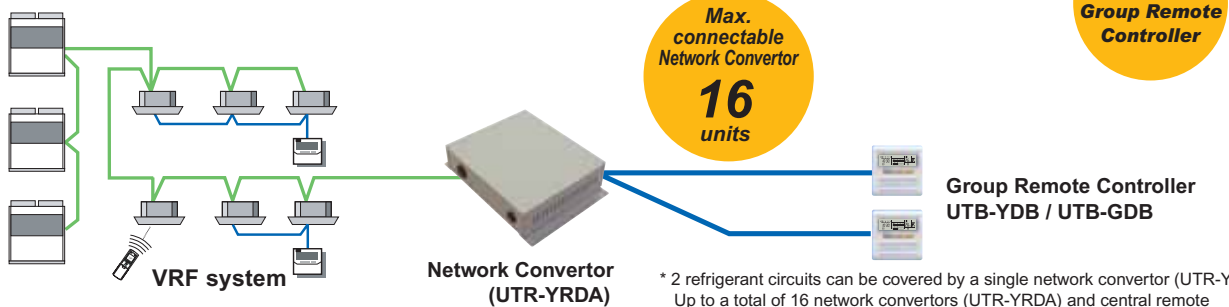 Max.
connectable
Network Convertor
16
units
Group Remote
Controller
Group Remote Controller
UTB-YDB / UTB-GDB
VRF system
Network Convertor
(UTR-YRDA)
* 2 refrigerant circuits can be covered by a single network convertor (UTR-Y
Up to a total of 16 network convertors (UTR-YRDA) and central remote